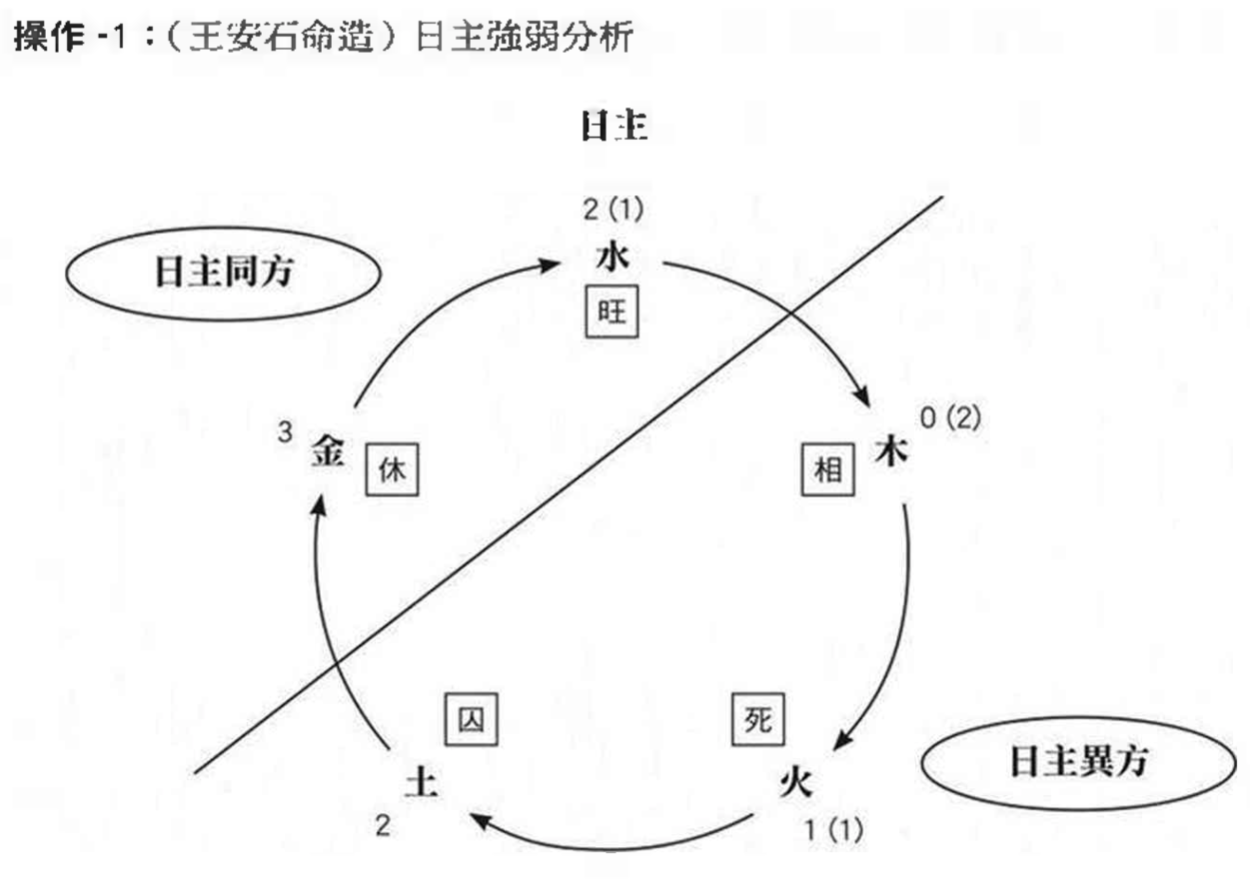 操作-1：（王安石命造）日主強弱分析
日主
2 (1)
水
旺
日主同方
3
金
休
0 (2)
木
相
囚
土
2
死
火
1 (1)
日主異方